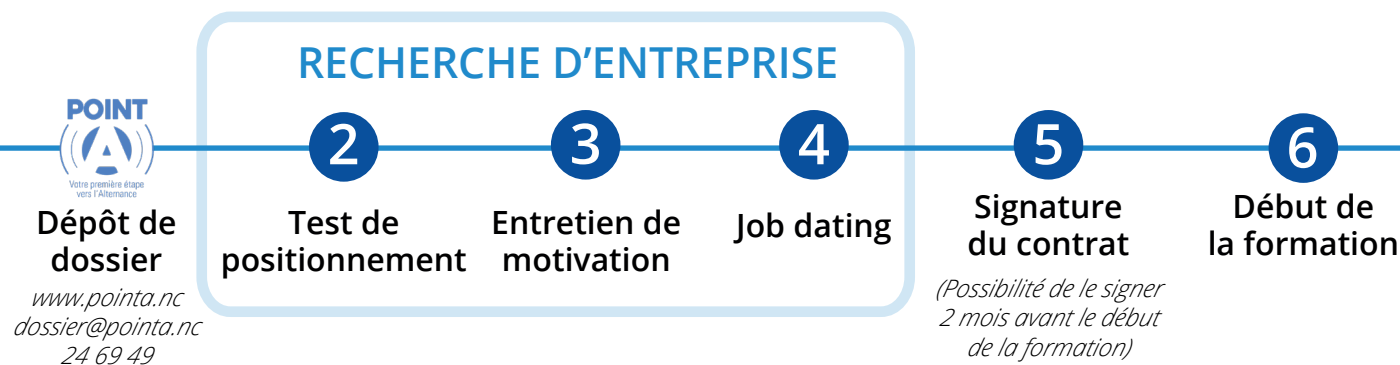 RECHERCHE D'ENTREPRISE
POINT
A
Votre première étape
vers l'Alternance
Dépôt de
dossier
www.pointa.nc
dossier@pointa.nc
24 69 49
2
Test de
positionnement
3
Entretien de
motivation
4
Job dating
5
Signature
du contrat
(Possibilité de le signer
2 mois avant le début
de la formation)
6
Début de
la formation